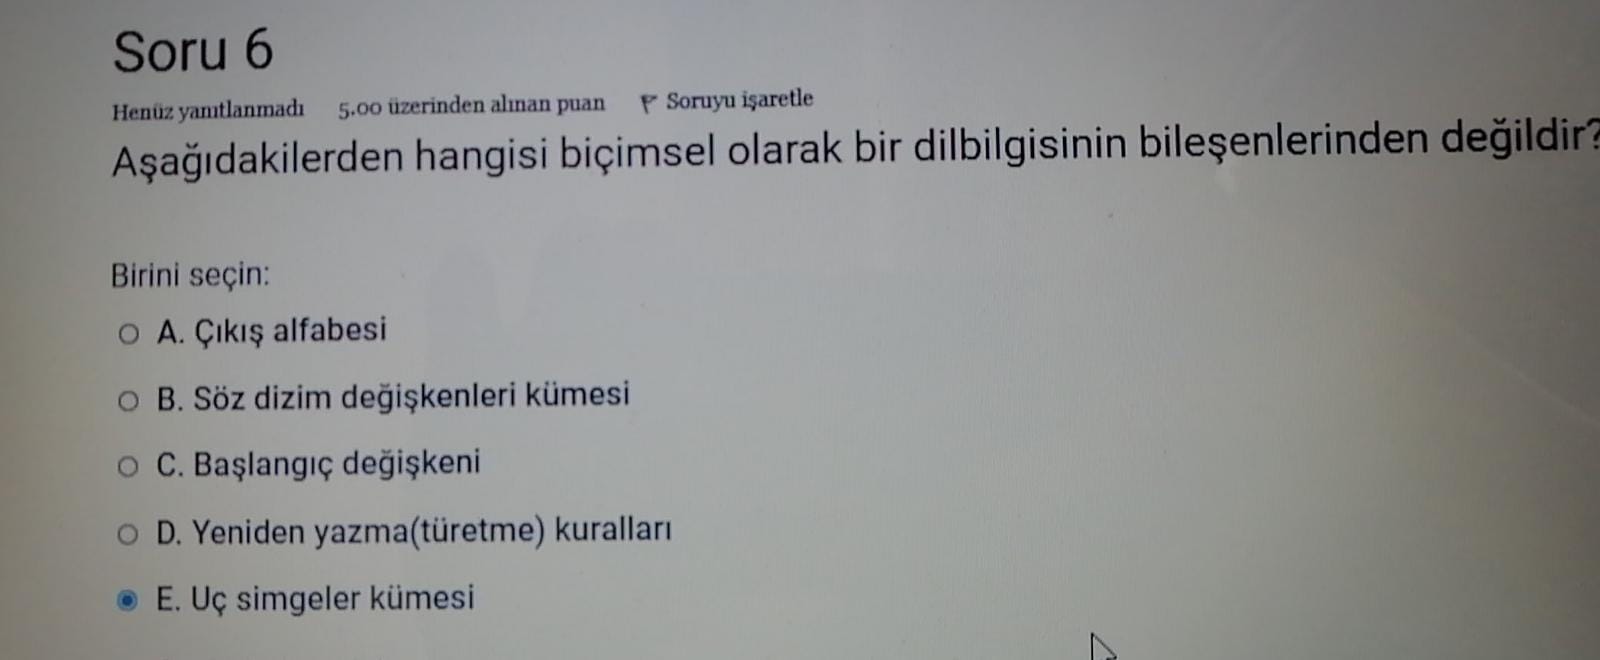 Soru 6
Henüz yanıtlanmadı 5.00 üzerinden alınan puan Soruyu işaretle
Aşağıdakilerden hangisi biçimsel olarak bir dilbilgisinin bileşenlerinden değildir?
Birini seçin:
A. Çıkış alfabesi
B. Söz dizim değişkenleri kümesi
C. Başlangıç değişkeni
D. Yeniden yazma(türetme) kuralları
E. Uç simgeler kümesi